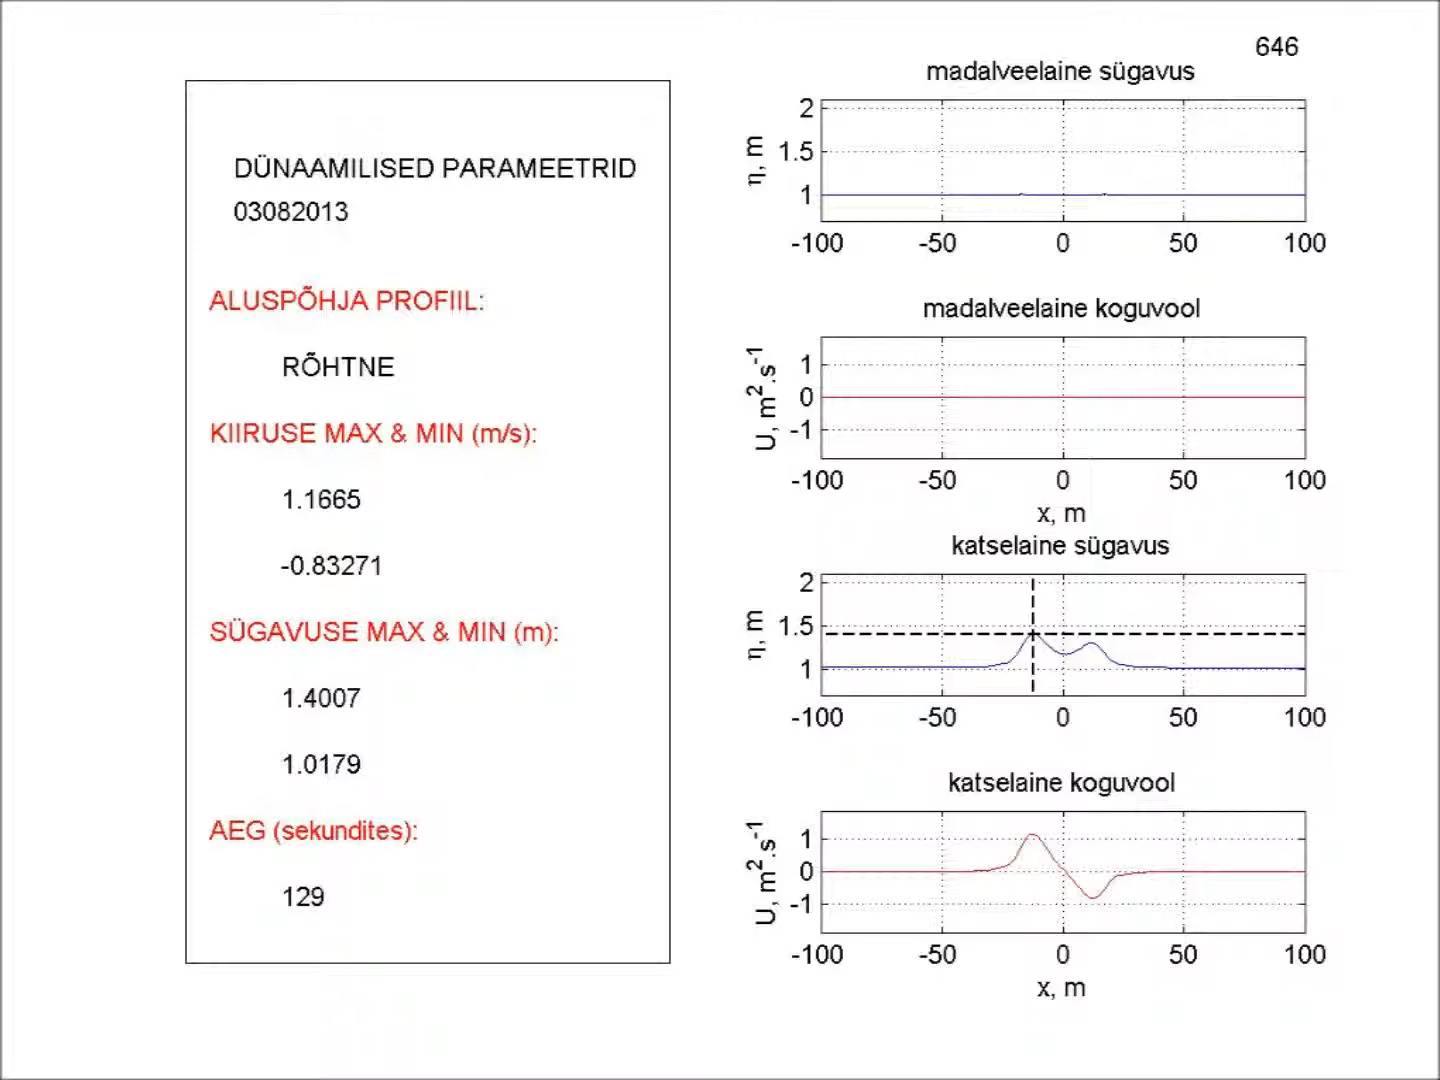 646
DÜNAAMILISED PARAMEETRID
03082013
ALUSPÕHJA PROFIIL:
RÕHTNE
KIIRUSE MAX & MIN (m/s):
1.1665
-0.83271
SÜGAVUSE MAX & MIN (m):
1.4007
1.0179
AEG (sekundites):
129
madalveelaine sügavus
η, m
2
1.5
1
-100 -50 0 50 100
madalveelaine koguvool
U, m².s⁻¹
1
0
-1
-100 -50 0 50 100
x, m
katselaine sügavus
η, m
2
1.5
1
-100 -50 0 50 100
katselaine koguvool
U, m².s⁻¹
1
0
-1
-100 -50 0 50 100
x, m